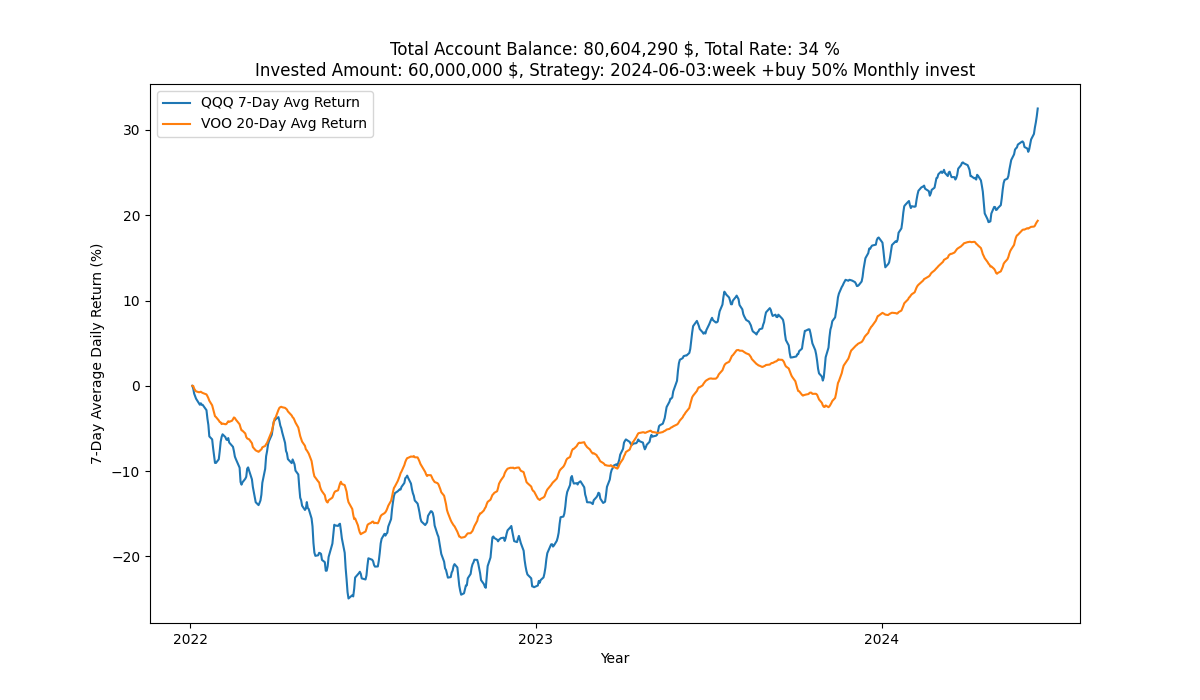 Total Account Balance: 80,604,290 $, Total Rate: 34 %
Invested Amount: 60,000,000 $, Strategy: 2024-06-03:week +buy 50% Monthly invest
QQQ 7-Day Avg Return
VOO 20-Day Avg Return
7-Day Average Daily Return (%)
30
20
10
0
−10
−20
2022
2023
2024
Year